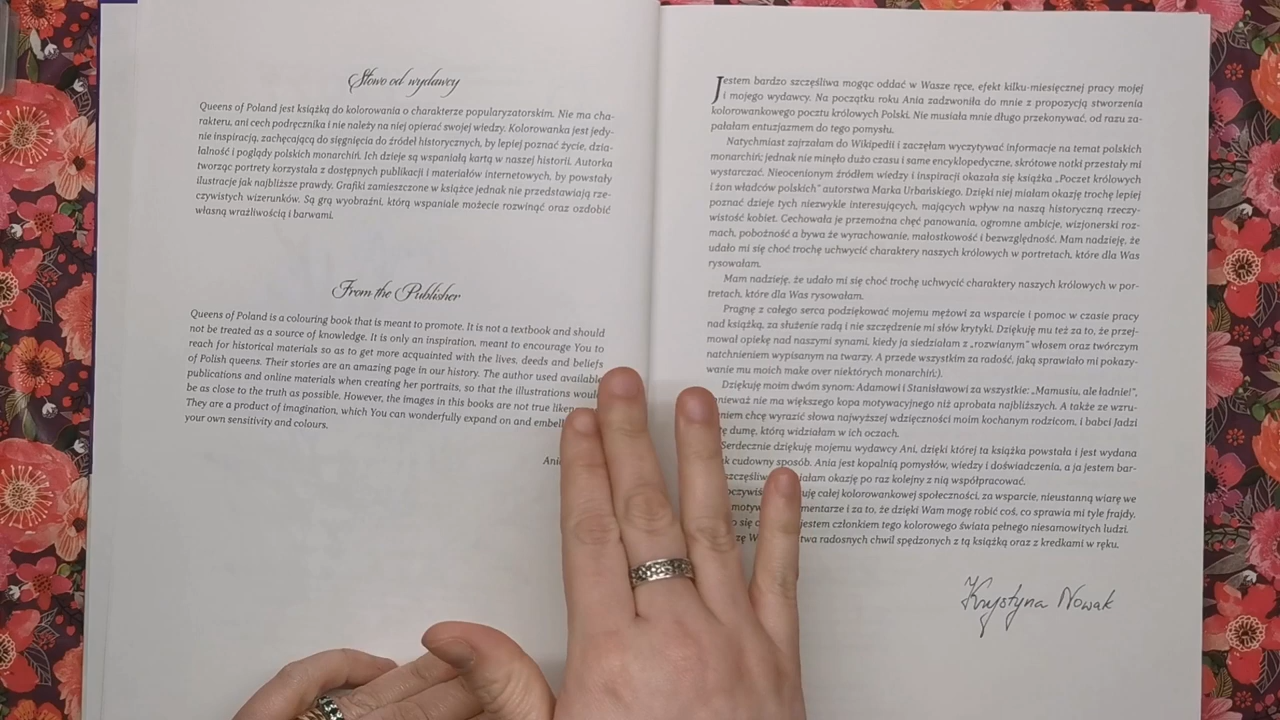 Słowo od wydawcy
Queens of Poland jest książką do kolorowania o charakterze popularyzatorskim. Nie ma cha-
rakteru, ani cech podręcznika i nie należy na niej opierać swojej wiedzy. Kolorowanka jest jedy-
nie inspiracją, zachęcającą do sięgnięcia do źródeł historycznych, by lepiej poznać życie, dzia-
łalność i poglądy polskich monarchiń. Ich dzieje są wspaniałą kartą w naszej historii. Autorka
tworząc portrety korzystała z dostępnych publikacji i materiałów internetowych, by powstały
ilustracje jak najbliższe prawdy. Grafiki zamieszczone w książce jednak nie przedstawiają rze-
czywistych wizerunków. Są grą wyobraźni, którą wspaniale możecie rozwinąć oraz ozdobić
własną wrażliwością i barwami.
From the Publisher
Queens of Poland is a colouring book that is meant to promote. It is not a textbook and should
not be treated as a source of knowledge. It is only an inspiration, meant to encourage You to
reach for historical materials so as to get more acquainted with the lives, deeds and beliefs
of Polish queens. Their stories are an amazing page in our history. The author used available
publications and online materials when creating her portraits, so that the illustrations would
be as close to the truth as possible. However, the images in this books are not true
They are a product of imagination, which You can wonderfully expand on and
your own sensitivity and colours.
Jestem bardzo szczęśliwa mogąc oddać w Wasze ręce, efekt kilku-miesięcznej pracy mojej
i mojego wydawcy. Na początku roku Ania zadzwoniła do mnie z propozycją stworzenia
kolorowankowego pocztu królowych Polski. Nie musiała mnie długo przekonywać, od razu za-
pałałam entuzjazmem do tego pomysłu.
Natychmiast zajrzałam do Wikipedii i zaczęłam wyczytywać informacje na temat polskich
monarchiń; jednak nie minęło dużo czasu i same encyklopedyczne, skrótowe notki przestały mi
wystarczać. Nieocenionym źródłem wiedzy i inspiracji okazała się książka „Poczet królowych
i żon władców polskich” autorstwa Marka Urbańskiego. Dzięki niej miałam okazję trochę lepiej
poznać dzieje tych niezwykle interesujących, mających wpływ na naszą historyczną rzeczy-
wistość kobiet. Cechowała je przemożna chęć panowania, ogromne ambicje, wizjonerski roz-
mach, pobożność a bywa że wyrachowanie, małostkowość i bezwzględność. Mam nadzieję, że
udało mi się choć trochę uchwycić charaktery naszych królowych w portretach, które dla Was
rysowałam.
Mam nadzieję, że udało mi się choć trochę uchwycić charaktery naszych królowych w por-
tretach, które dla Was rysowałam.
Pragnę z całego serca podziękować mojemu mężowi za wsparcie i pomoc w czasie pracy
nad książką, za służenie radą i nie szczędzenie mi słów krytyki. Dziękuję mu też za to, że przej-
mował opiekę nad naszymi synami, kiedy ja siedziałam z „rozwianym” włosem oraz twórczym
natchnieniem wypisanym na twarzy. A przede wszystkim za radość, jaką sprawiało mi pokazy-
wanie mu moich make over niektórych monarchiń:).
Dziękuję moim dwóm synom: Adamowi i Stanisławowi za wszystkie: „Mamusiu, ale ładnie!”,
ponieważ nie ma większego kopa motywacyjnego niż aprobata najbliższych. A także ze wzru-
szeniem chcę wyrazić słowa najwyższej wdzięczności moim kochanym rodzicom, i babci Jadzi
dumę, którą widziałam w ich oczach.
Serdecznie dziękuję mojemu wydawcy Ani, dzięki której ta książka powstała i jest wydana
cudowny sposób. Ania jest kopalnią pomysłów, wiedzy i doświadczenia, a ja jestem bar-
okazję po raz kolejny z nią współpracować.
całej kolorowankowej społeczności, za wsparcie, nieustanną wiarę we
i za to, że dzięki Wam mogę robić coś, co sprawia mi tyle frajdy.
się jestem członkiem tego kolorowego świata pełnego niesamowitych ludzi.
radosnych chwil spędzonych z tą książką oraz z kredkami w ręku.
Krystyna Nowak